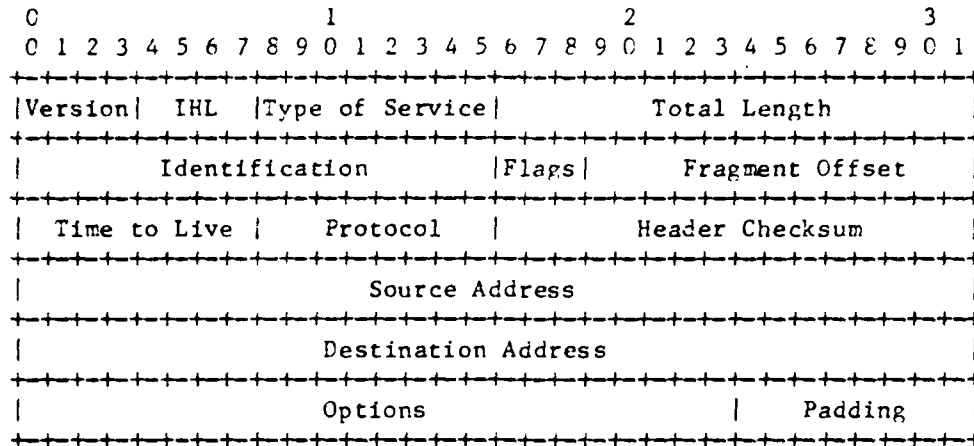 0                   1                   2                   3
0 1 2 3 4 5 6 7 8 9 0 1 2 3 4 5 6 7 8 9 0 1 2 3 4 5 6 7 8 9 0 1
+-+-+-+-+-+-+-+-+-+-+-+-+-+-+-+-+-+-+-+-+-+-+-+-+-+-+-+-+-+-+-+-+
|Version|  IHL  |Type of Service|          Total Length         |
+-+-+-+-+-+-+-+-+-+-+-+-+-+-+-+-+-+-+-+-+-+-+-+-+-+-+-+-+-+-+-+-+
|         Identification        |Flags|      Fragment Offset    |
+-+-+-+-+-+-+-+-+-+-+-+-+-+-+-+-+-+-+-+-+-+-+-+-+-+-+-+-+-+-+-+-+
|  Time to Live |    Protocol   |         Header Checksum       |
+-+-+-+-+-+-+-+-+-+-+-+-+-+-+-+-+-+-+-+-+-+-+-+-+-+-+-+-+-+-+-+-+
|                       Source Address                          |
+-+-+-+-+-+-+-+-+-+-+-+-+-+-+-+-+-+-+-+-+-+-+-+-+-+-+-+-+-+-+-+-+
|                    Destination Address                        |
+-+-+-+-+-+-+-+-+-+-+-+-+-+-+-+-+-+-+-+-+-+-+-+-+-+-+-+-+-+-+-+-+
|                    Options                    |    Padding    |
+-+-+-+-+-+-+-+-+-+-+-+-+-+-+-+-+-+-+-+-+-+-+-+-+-+-+-+-+-+-+-+-+